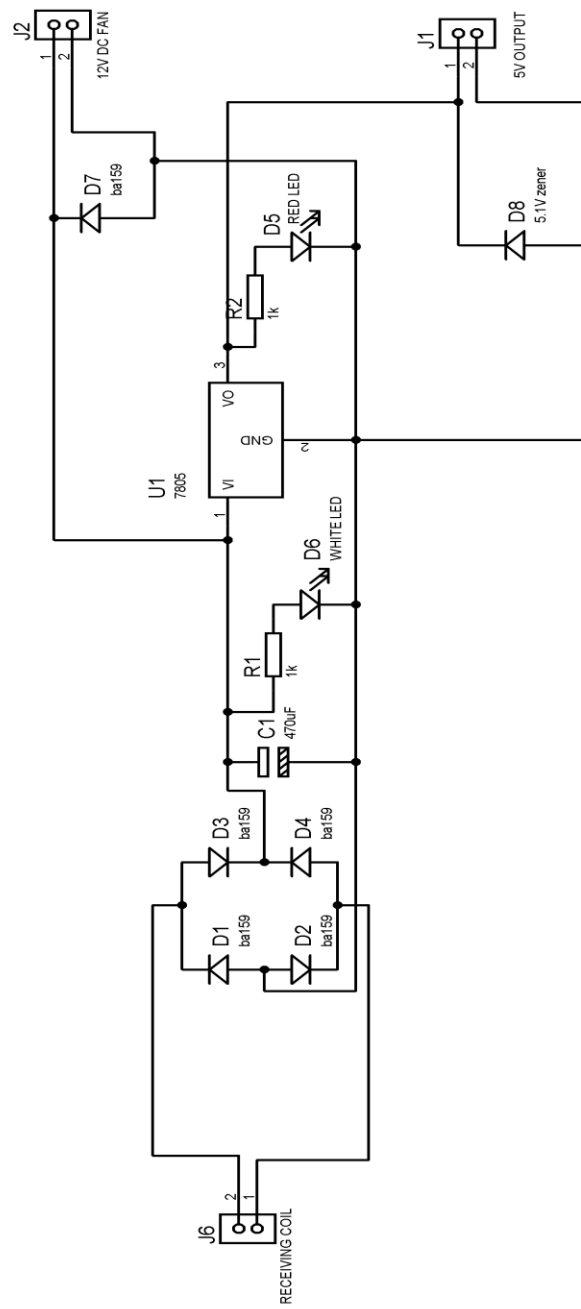 J2
1
2
12V DC FAN
J1
1
2
5V OUTPUT
D7
ba159
D5
RED LED
D8
5.1V zener
R2
1k
3
U1
7805
VI
VO
GND
1
2
D6
WHITE LED
R1
1k
C1
470uF
D3
ba159
D4
ba159
D1
ba159
D2
ba159
J6
2
1
RECEIVING COIL